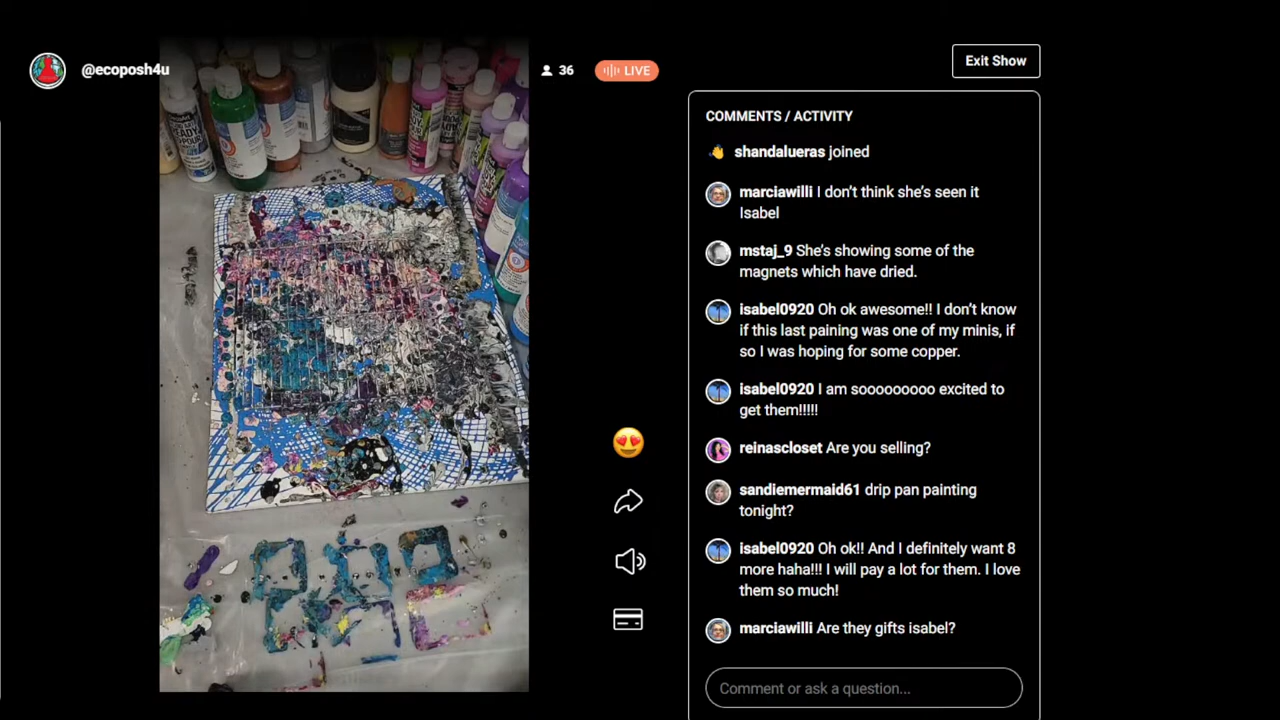 @ecoposh4u
36
LIVE
Exit Show
COMMENTS / ACTIVITY
shandalueras joined
marciawilli I don't think she's seen it
Isabel
mstaj_9 She's showing some of the
magnets which have dried.
isabel0920 Oh ok awesome!! I don't know
if this last paining was one of my minis, if
so I was hoping for some copper.
isabel0920 I am sooooooooo excited to
get them!!!!!
reinascloset Are you selling?
sandiemermaid61 drip pan painting
tonight?
isabel0920 Oh ok!! And I definitely want 8
more haha!!! I will pay a lot for them. I love
them so much!
marciawilli Are they gifts isabel?
Comment or ask a question...
READY
POUR